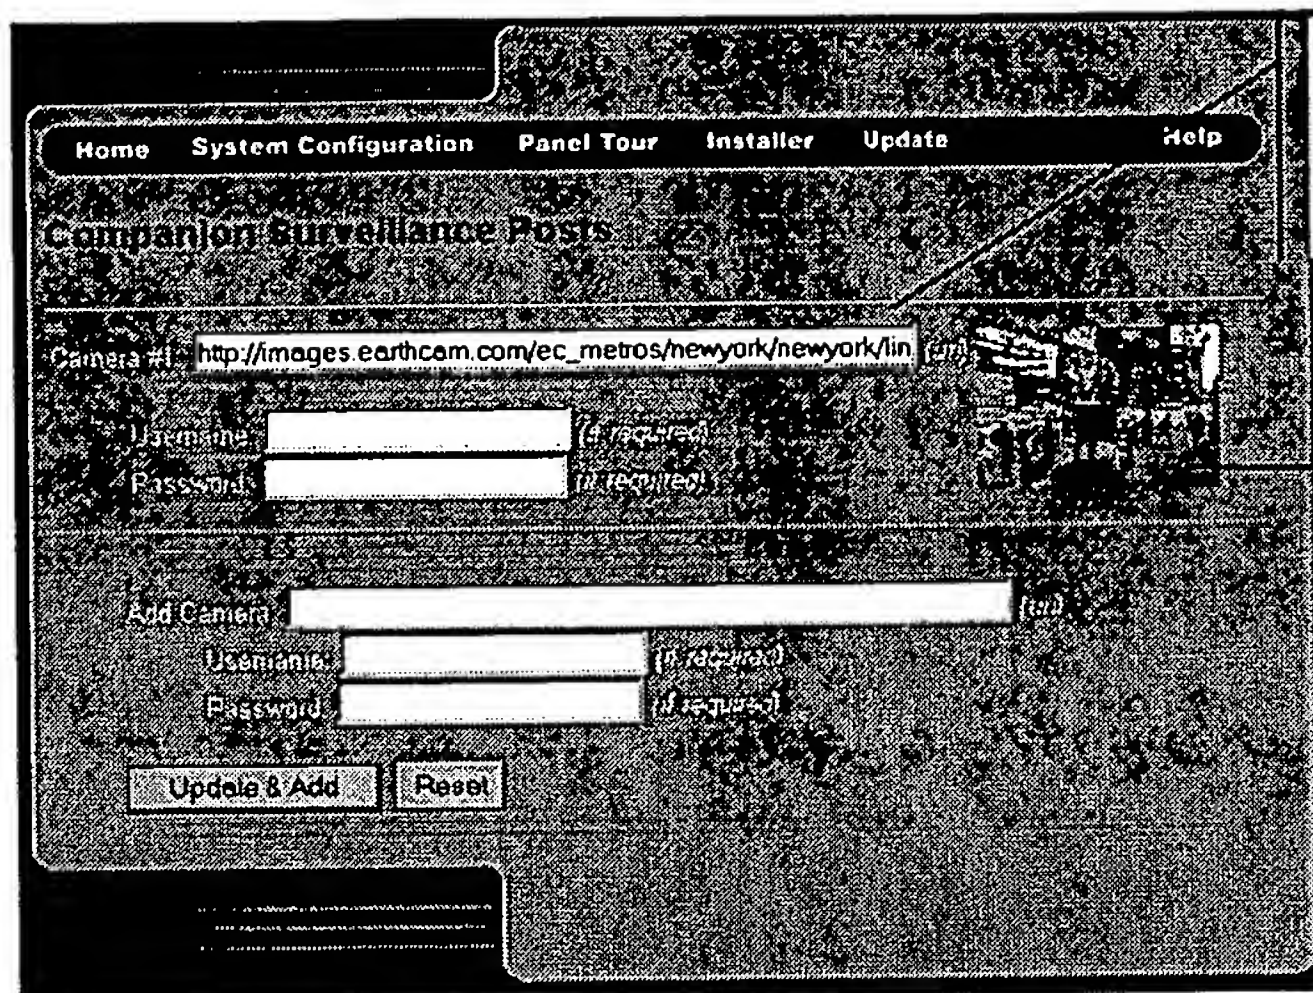 Home System Configuration Panel Tour Installer Update Help
Companion Surveillance Posts
Camera #1: http://images.earthcam.com/ec_metros/newyork/newyork/lin (url)
Username: (if required)
Password: (if required)
Add Camera: (url)
Username: (if required)
Password: (if required)
Update & Add Reset